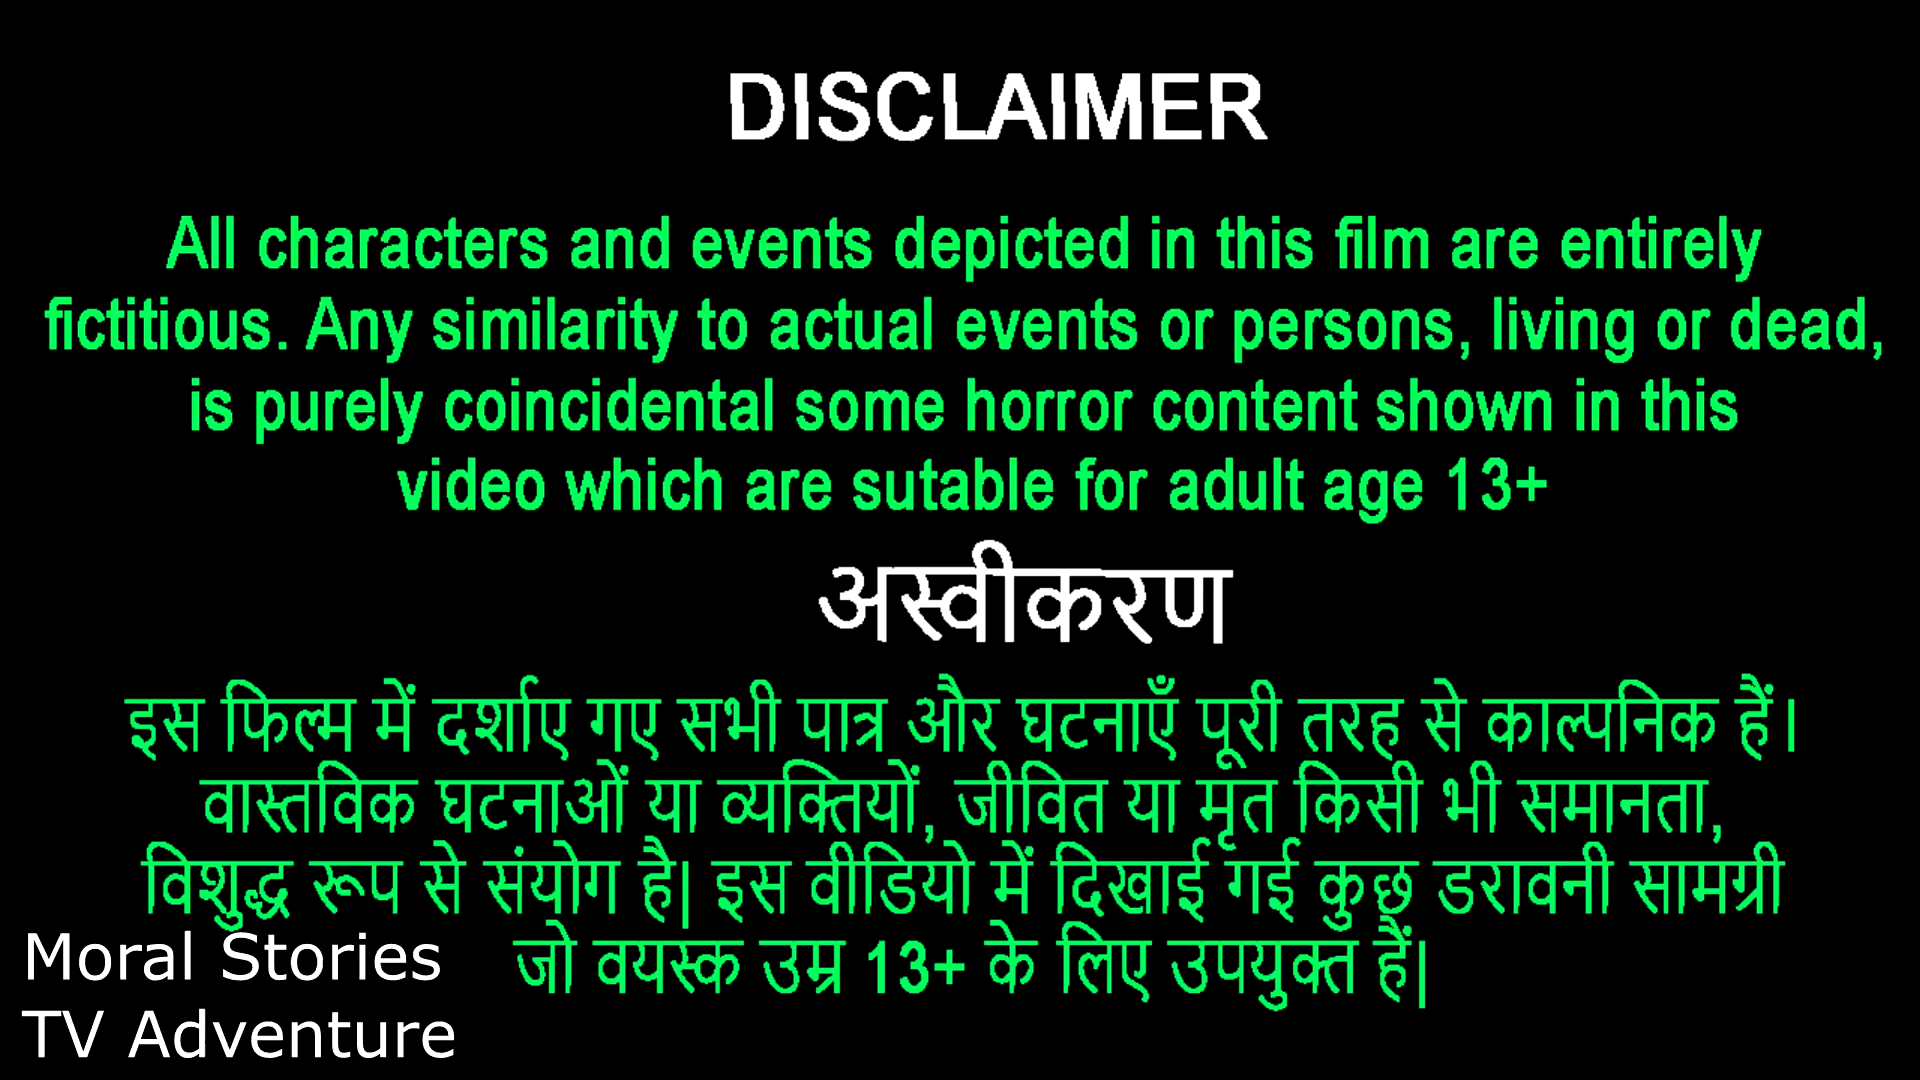 DISCLAIMER
All characters and events depicted in this film are entirely
fictitious. Any similarity to actual events or persons, living or dead,
is purely coincidental some horror content shown in this
video which are sutable for adult age 13+
अस्वीकरण
इस फिल्म में दर्शाए गए सभी पात्र और घटनाएँ पूरी तरह से काल्पनिक हैं।
वास्तविक घटनाओं या व्यक्तियों, जीवित या मृत किसी भी समानता,
विशुद्ध रूप से संयोग है| इस वीडियो में दिखाई गई कुछ डरावनी सामग्री
जो वयस्क उम्र 13+ के लिए उपयुक्त हैं|
Moral Stories
TV Adventure